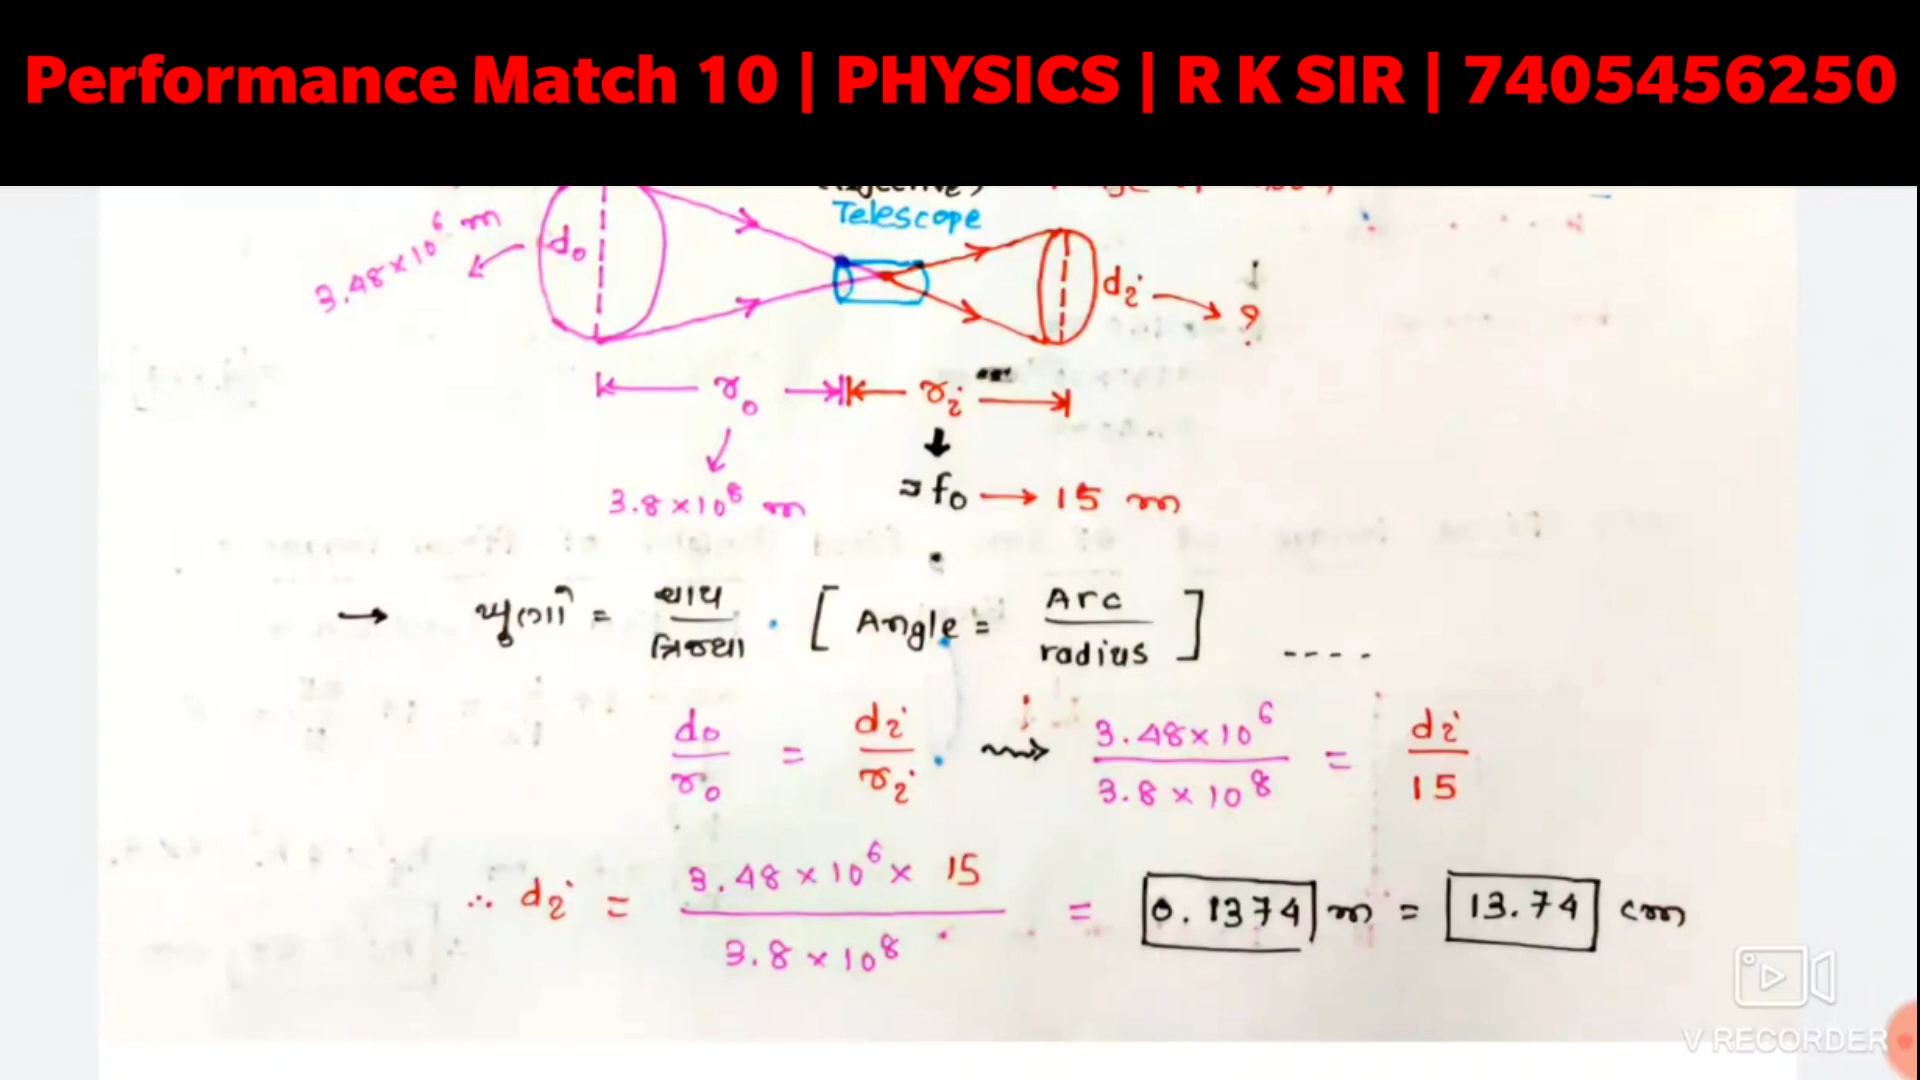 Performance Match 10 | PHYSICS | R K SIR | 7405456250
Telescope
3.48×10⁶ m
d₀
dᵢ → ?
r₀
rᵢ
3.8×10⁸ m
= f₀ → 15 m
→ ખૂણો = ચાપ / ત્રિજ્યા . [ Angle = Arc / radius ] ----
d₀ / r₀ = dᵢ / rᵢ ⇝ 3.48×10⁶ / 3.8×10⁸ = dᵢ / 15
∴ dᵢ = 3.48×10⁶× 15 / 3.8×10⁸ = 0.1374 m = 13.74 cm
V RECORDER